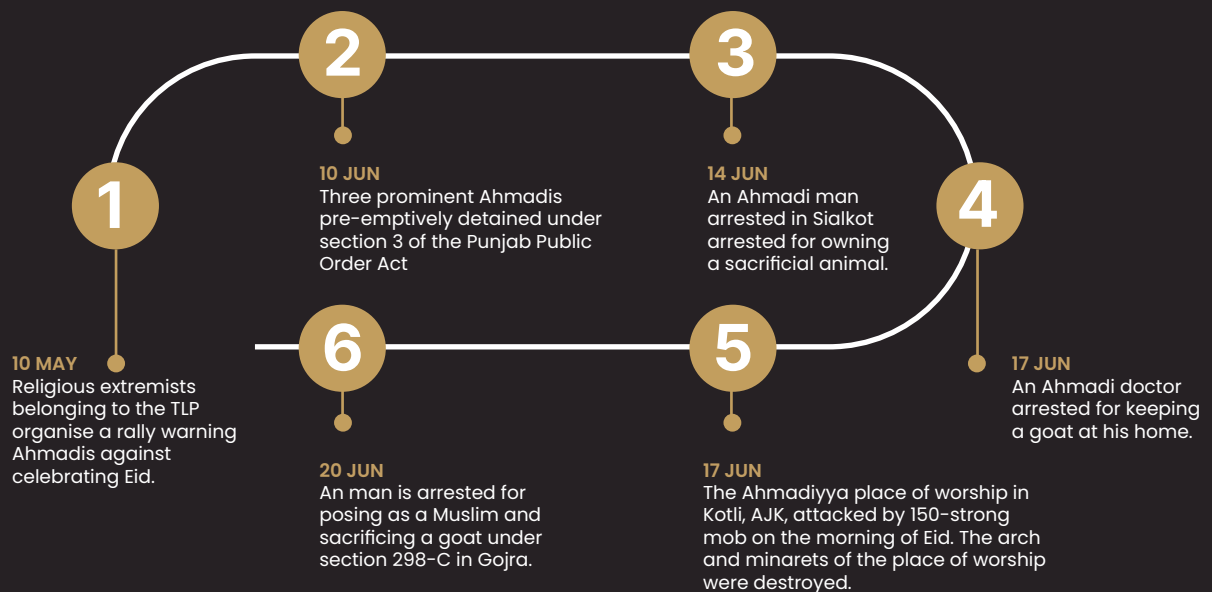 1
10 MAY
Religious extremists
belonging to the TLP
organise a rally warning
Ahmadis against
celebrating Eid.
2
10 JUN
Three prominent Ahmadis
pre-emptively detained under
section 3 of the Punjab Public
Order Act
3
14 JUN
An Ahmadi man
arrested in Sialkot
arrested for owning
a sacrificial animal.
4
17 JUN
An Ahmadi doctor
arrested for keeping
a goat at his home.
5
17 JUN
The Ahmadiyya place of worship in
Kotli, AJK, attacked by 150-strong
mob on the morning of Eid. The arch
and minarets of the place of worship
were destroyed.
6
20 JUN
An man is arrested for
posing as a Muslim and
sacrificing a goat under
section 298-C in Gojra.